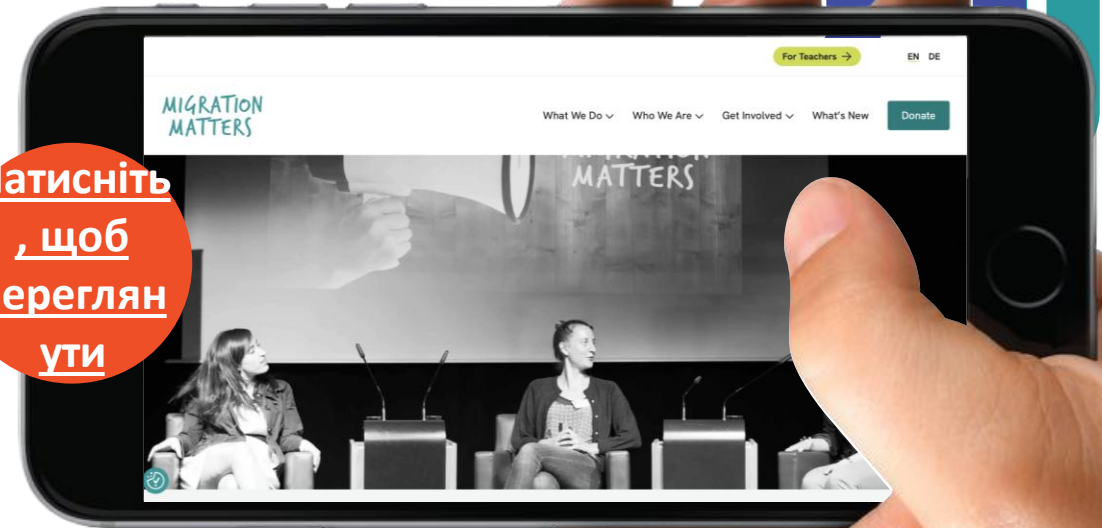 For Teachers →
EN DE
MIGRATION
MATTERS
What We Do
Who We Are
Get Involved
What's New
Donate
MATTERS
атисніть
, щоб
ереглян
ути